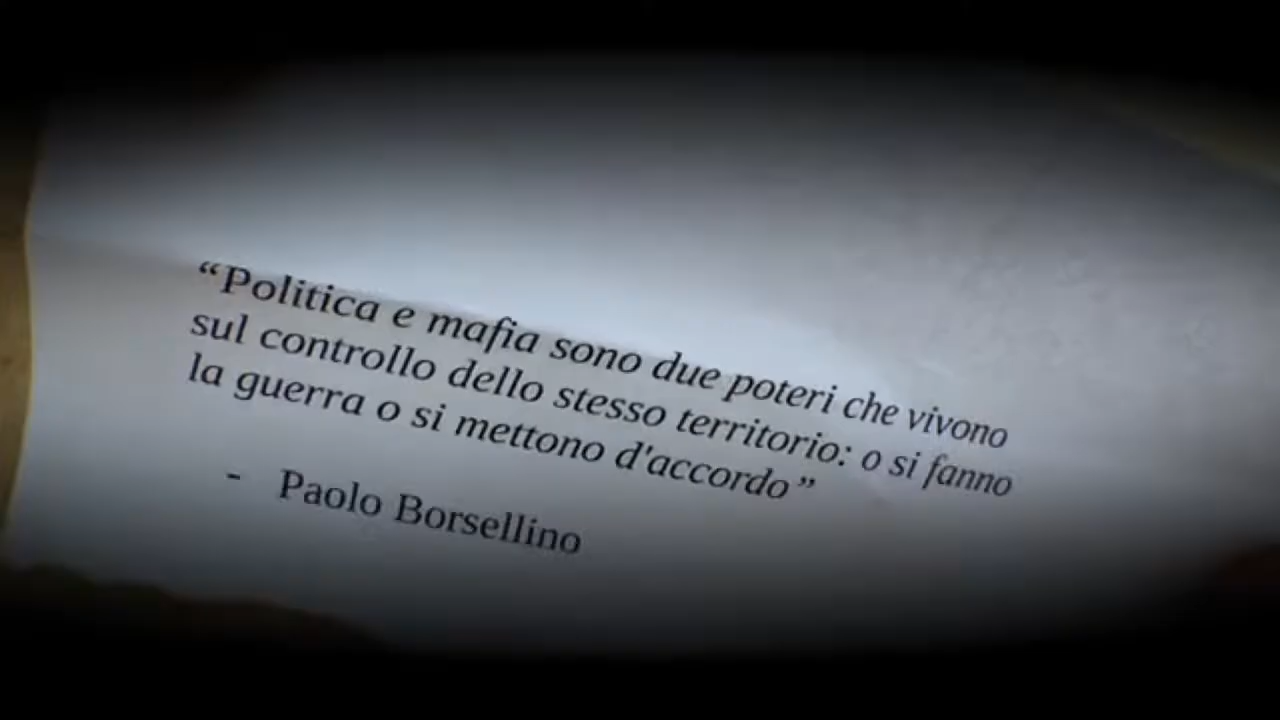 “Politica e mafia sono due poteri che vivono
sul controllo dello stesso territorio: o si fanno
la guerra o si mettono d'accordo”
- Paolo Borsellino